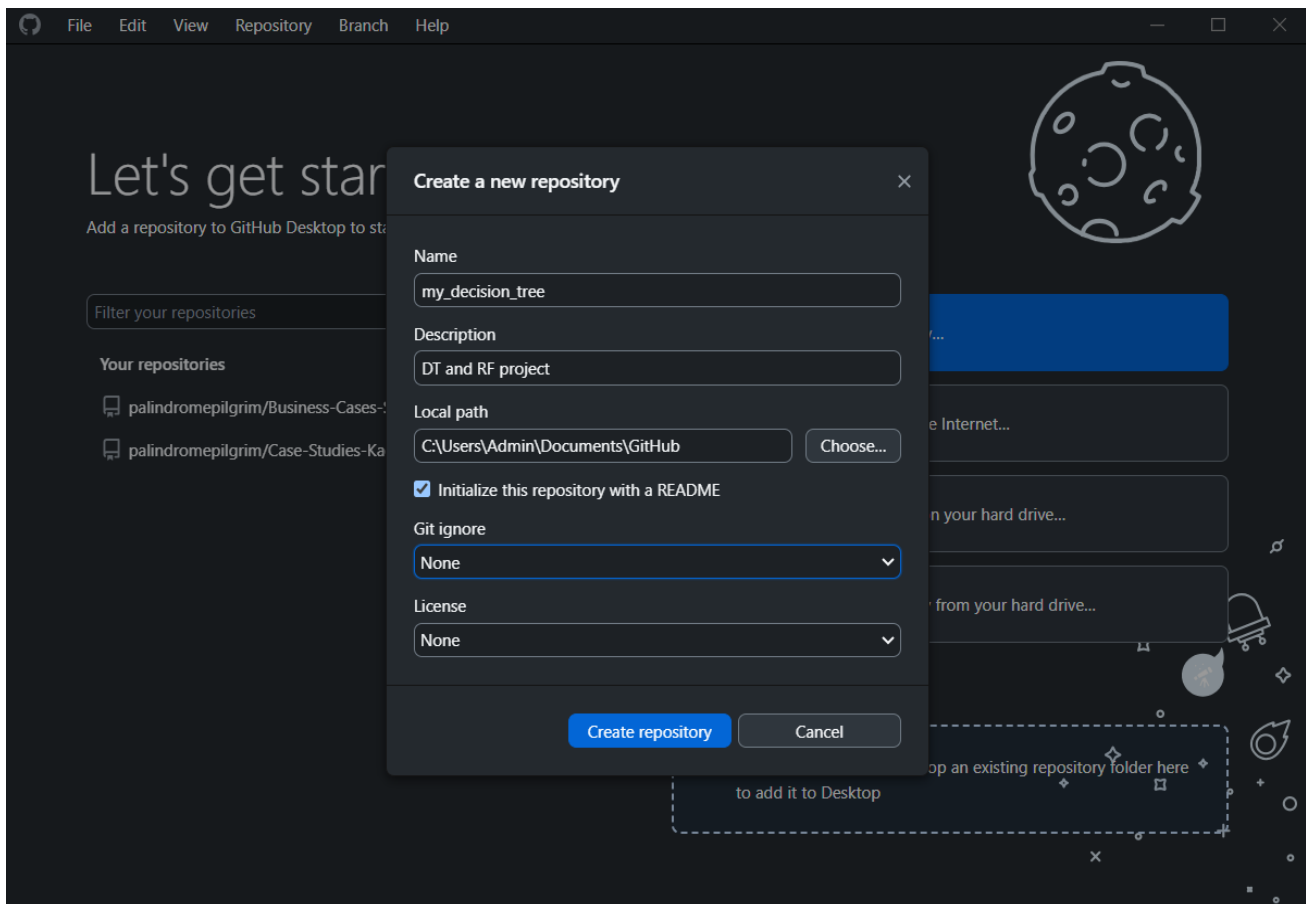 File Edit View Repository Branch Help
Let's get star
Add a repository to GitHub Desktop to sta
Filter your repositories
Your repositories
palindromepilgrim/Business-Cases-S
palindromepilgrim/Case-Studies-Ka
Create a new repository
Name
my_decision_tree
Description
DT and RF project
Local path
C:\Users\Admin\Documents\GitHub
Choose...
Initialize this repository with a README
Git ignore
None
License
None
Create repository
Cancel
...
e Internet...
n your hard drive...
from your hard drive...
op an existing repository folder here
to add it to Desktop